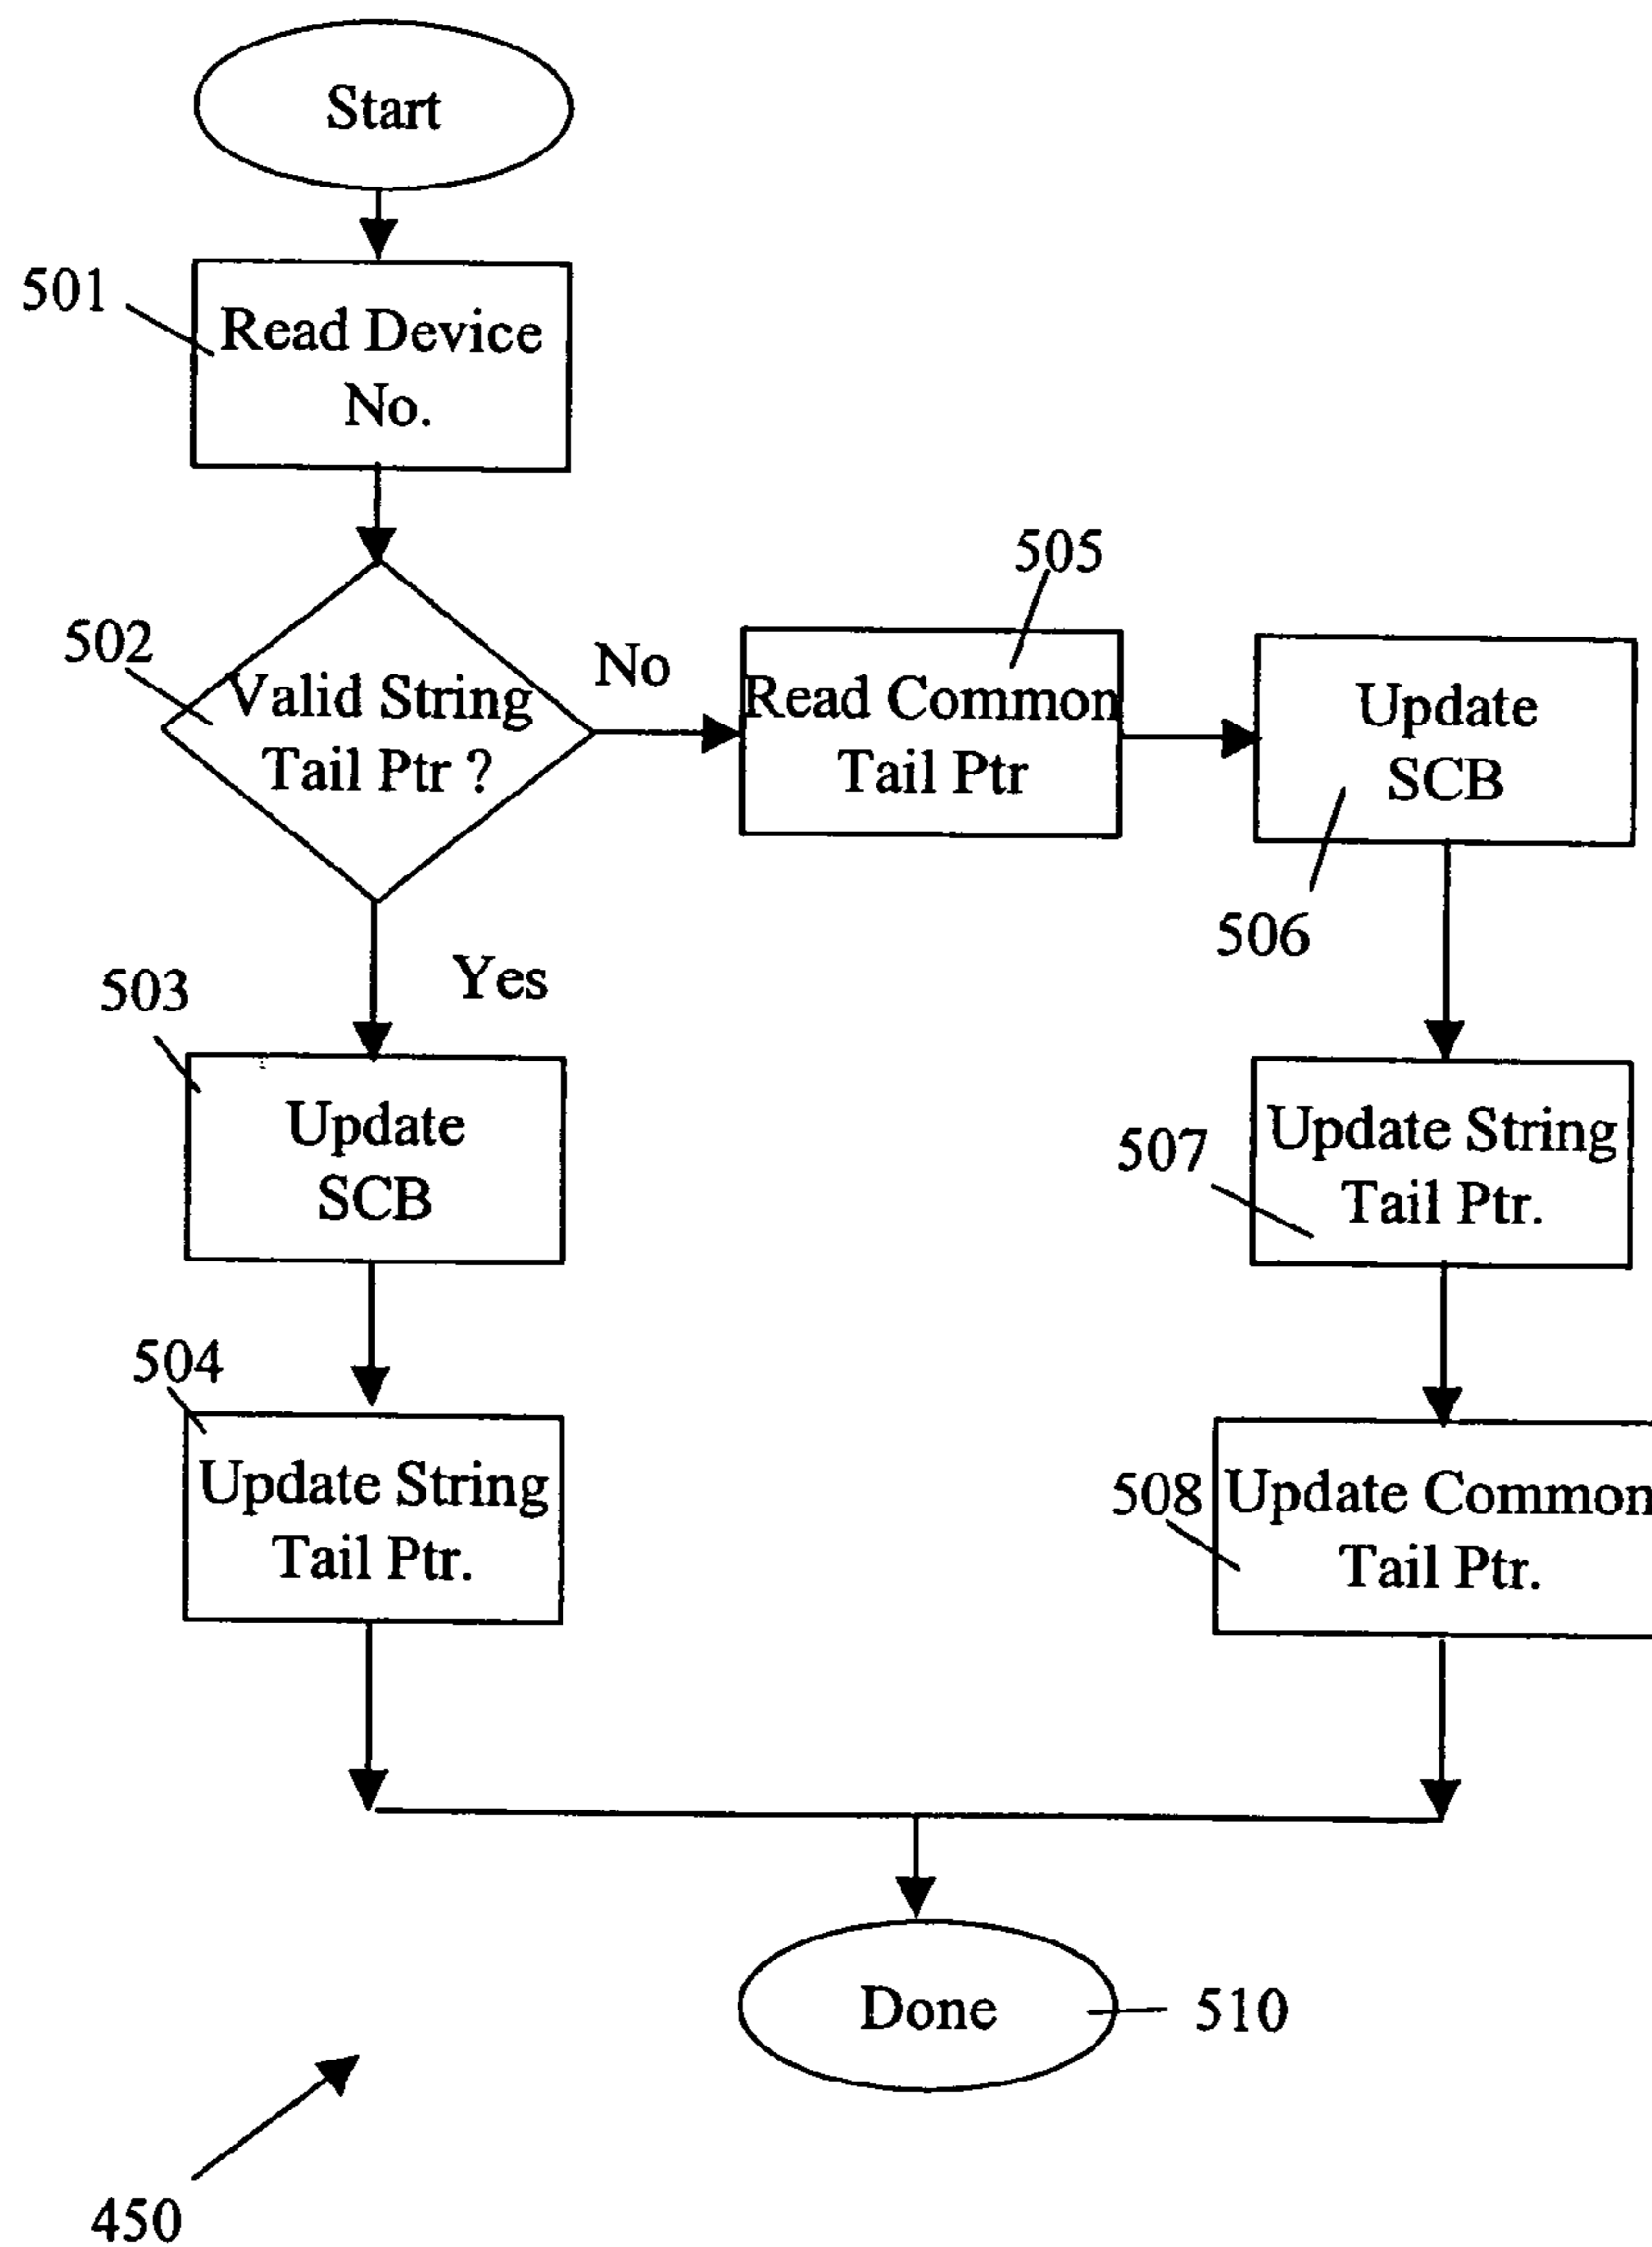 Start
501
Read Device
No.
502
Valid String
Tail Ptr ?
No
505
Read Common
Tail Ptr
Update
SCB
506
Yes
503
Update
SCB
504
Update String
Tail Ptr.
507
Update String
Tail Ptr.
508
Update Common
Tail Ptr.
Done
510
450